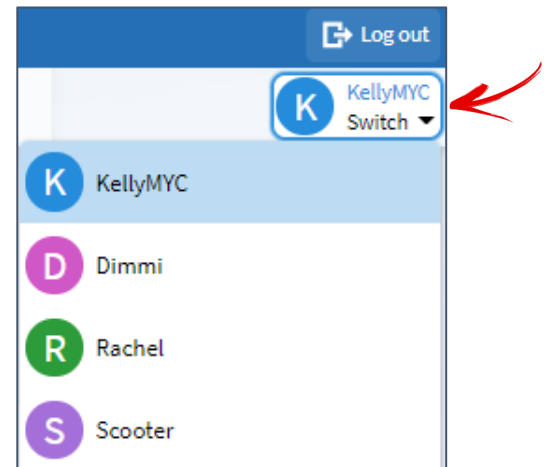 Log out
K
KellyMYC
Switch
K
KellyMYC
D
Dimmi
R
Rachel
S
Scooter